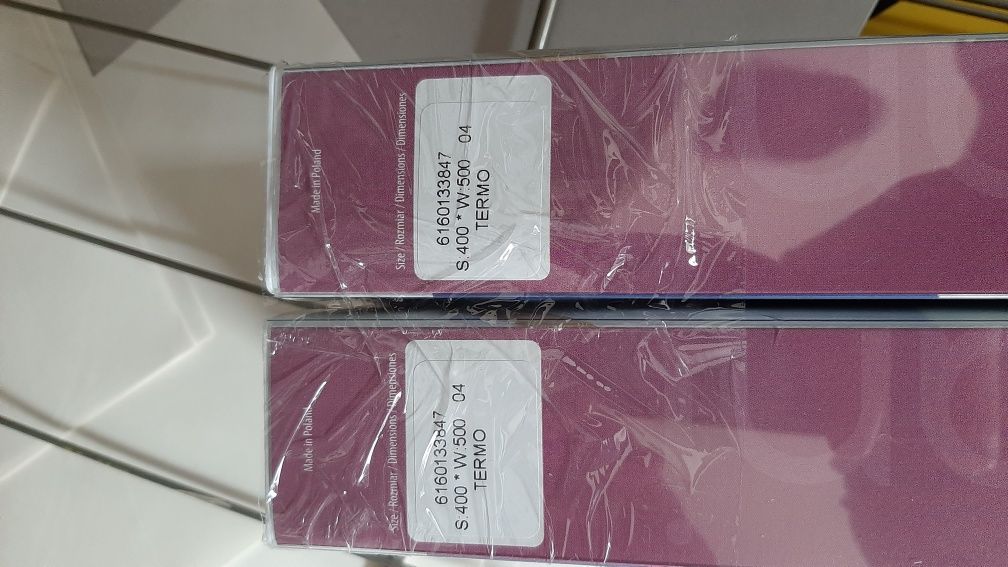 Made in Poland
Size / Rozmiar / Dimensions / Dimensiones
6160133847
S:400 * W:500 04
TERMO
Made in Poland
Size / Rozmiar / Dimensions / Dimensiones
6160133847
S:400 * W:500 04
TERMO